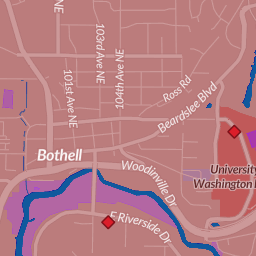 NE
103rd Ave NE
104th Ave NE
101st Ave NE
Ross Rd
Beardslee Blvd
Bothell
Woodinville Dr
University
Washington
E Riverside Dr